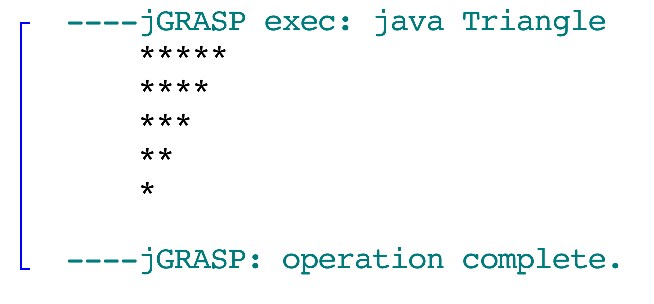 ----jGRASP exec: java Triangle
*****
****
***
**
*
----jGRASP: operation complete.